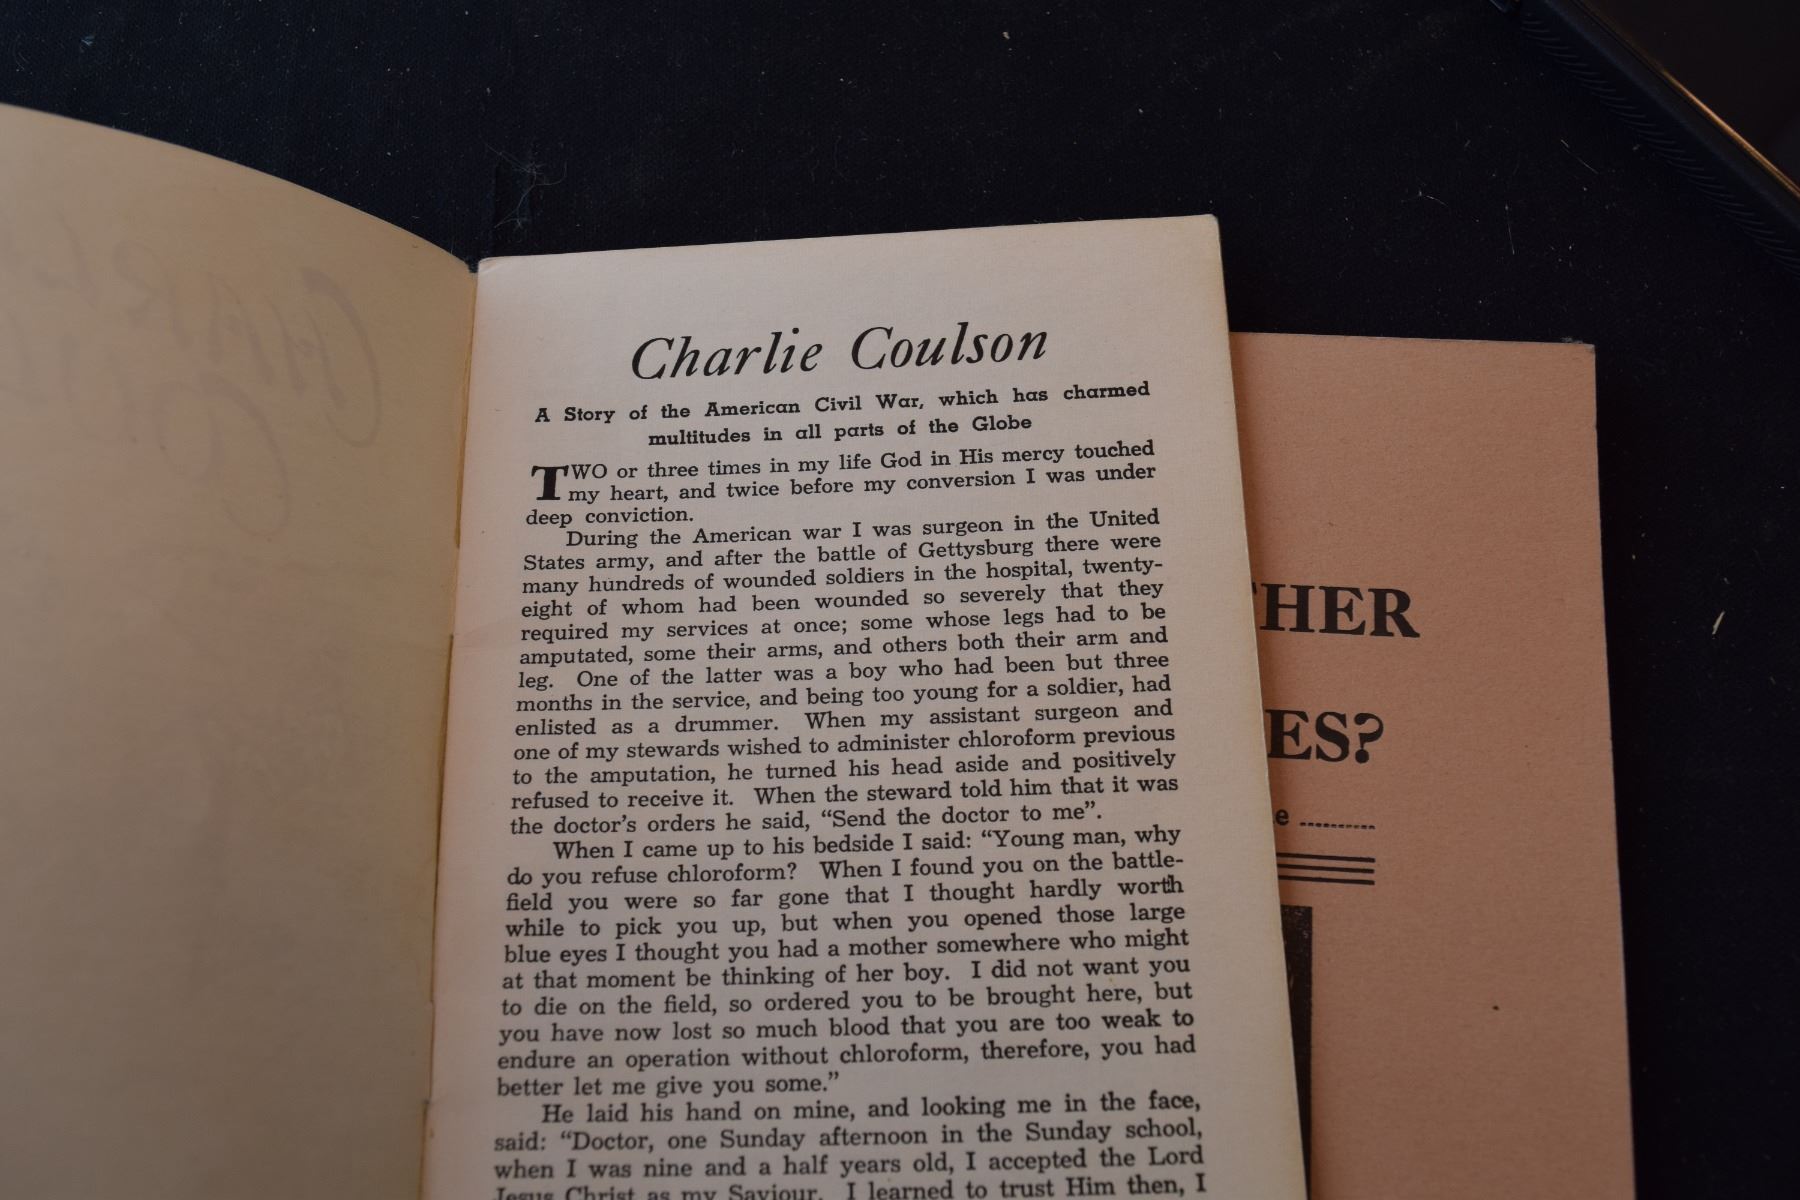 Charlie Coulson
A Story of the American Civil War, which has charmed
multitudes in all parts of the Globe
TWO or three times in my life God in His mercy touched
my heart, and twice before my conversion I was under
deep conviction.
During the American war I was surgeon in the United
States army, and after the battle of Gettysburg there were
many hundreds of wounded soldiers in the hospital, twenty-
eight of whom had been wounded so severely that they
required my services at once; some whose legs had to be
amputated, some their arms, and others both their arm and
leg. One of the latter was a boy who had been but three
months in the service, and being too young for a soldier, had
enlisted as a drummer. When my assistant surgeon and
one of my stewards wished to administer chloroform previous
to the amputation, he turned his head aside and positively
refused to receive it. When the steward told him that it was
the doctor's orders he said, "Send the doctor to me".
When I came up to his bedside I said: "Young man, why
do you refuse chloroform? When I found you on the battle-
field you were so far gone that I thought hardly worth
while to pick you up, but when you opened those large
blue eyes I thought you had a mother somewhere who might
at that moment be thinking of her boy. I did not want you
to die on the field, so ordered you to be brought here, but
you have now lost so much blood that you are too weak to
endure an operation without chloroform, therefore, you had
better let me give you some."
He laid his hand on mine, and looking me in the face,
said: "Doctor, one Sunday afternoon in the Sunday school,
when I was nine and a half years old, I accepted the Lord
Jesus Christ as my Saviour. I learned to trust Him then, I
THER
ES?
e ..........